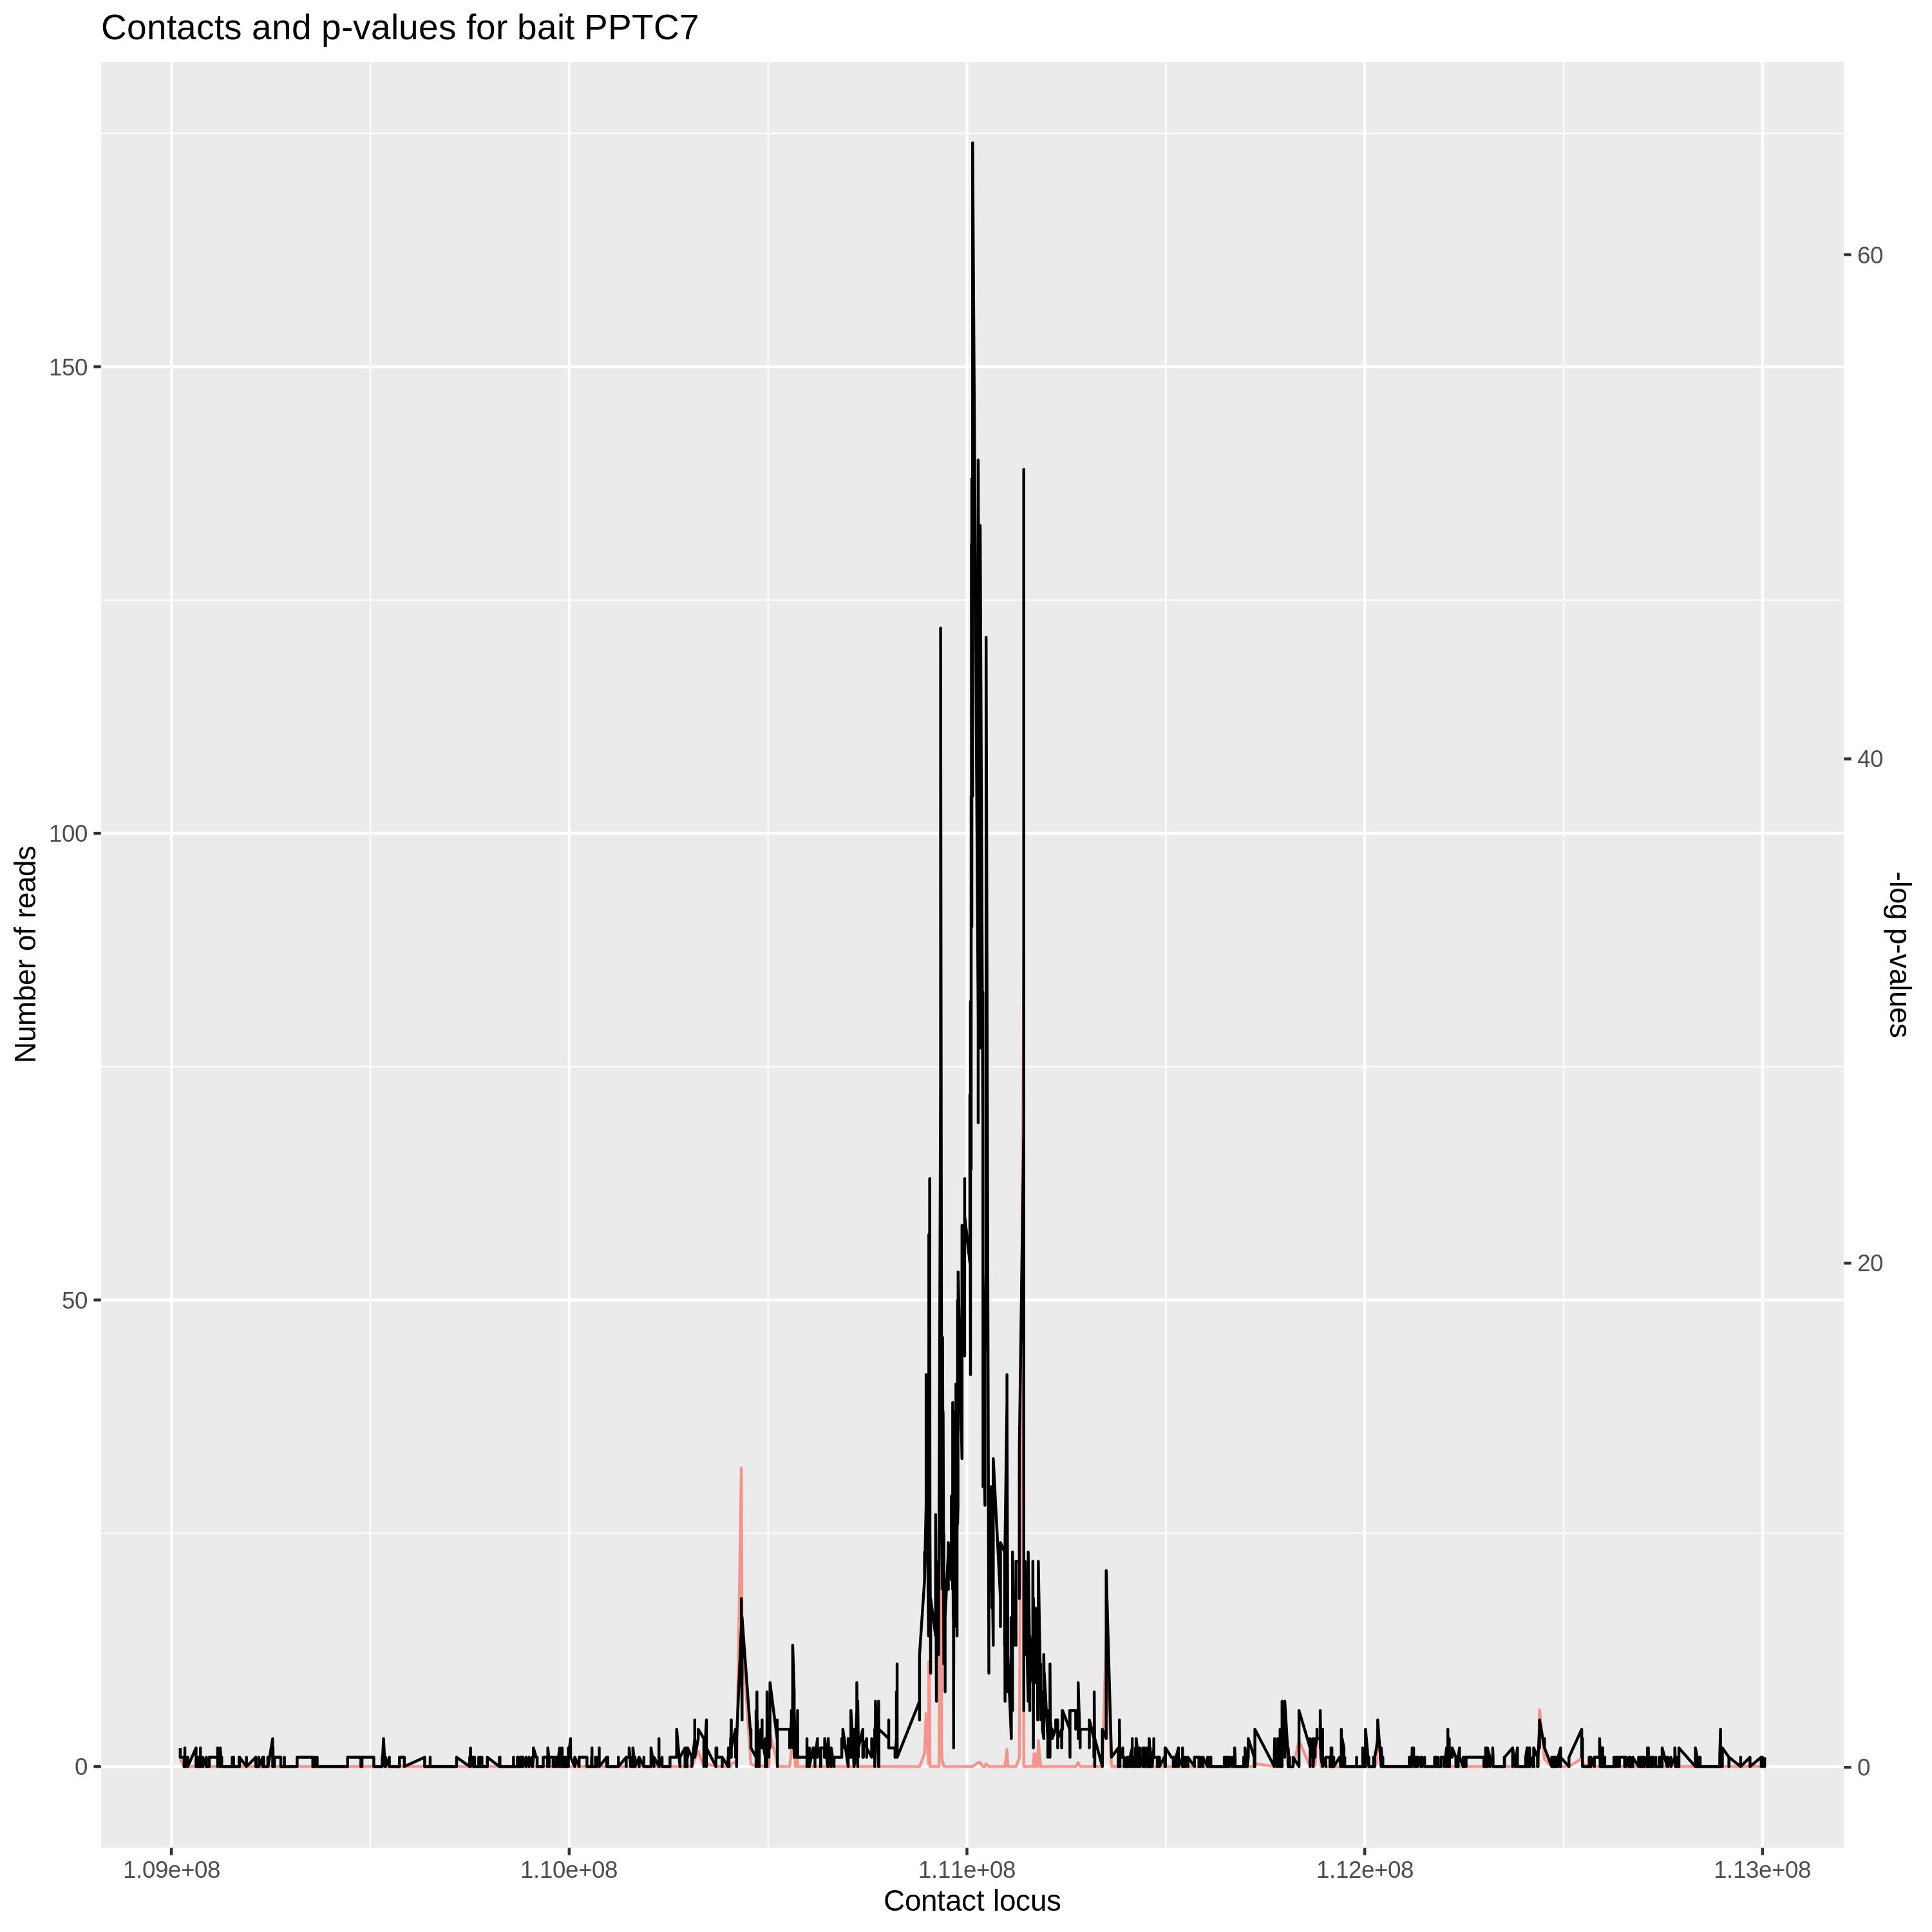 Contacts and p-values for bait PPTC7
150
100
50
0
Number of reads
60
40
20
0
-log p-values
1.09e+08 1.10e+08 1.11e+08 1.12e+08 1.13e+08
Contact locus